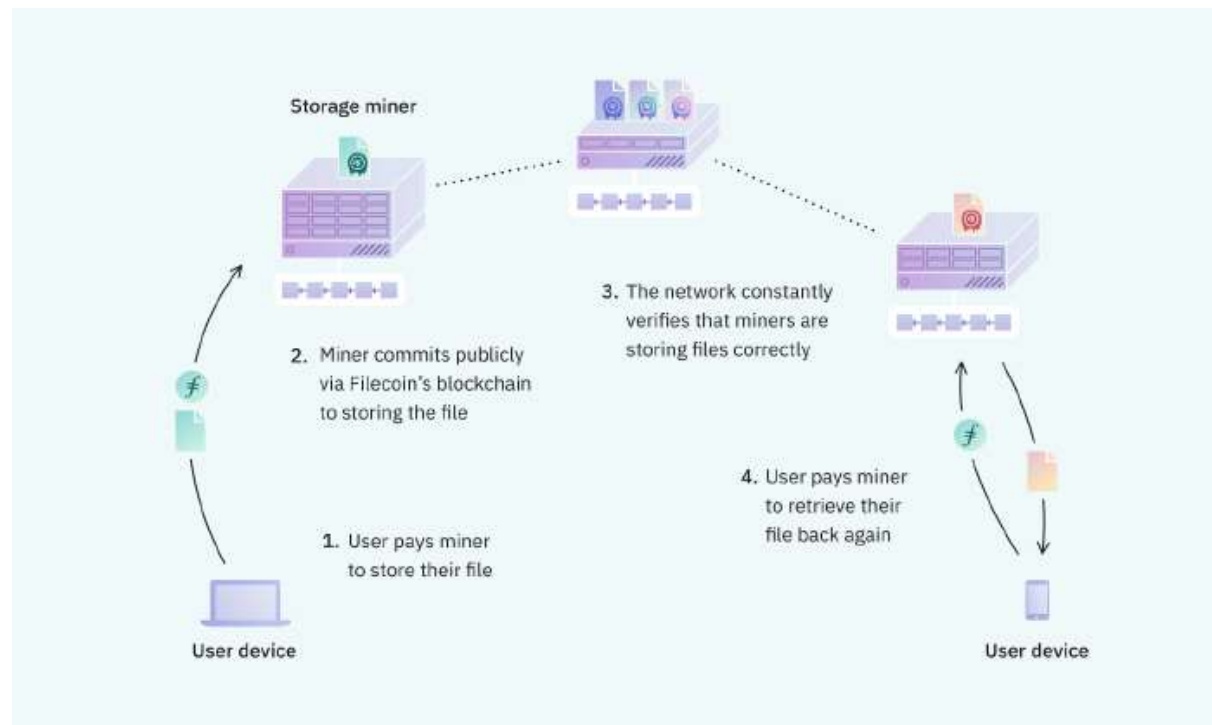 Storage miner
2. Miner commits publicly
via Filecoin's blockchain
to storing the file
3. The network constantly
verifies that miners are
storing files correctly
1. User pays miner
to store their file
4. User pays miner
to retrieve their
file back again
User device
User device